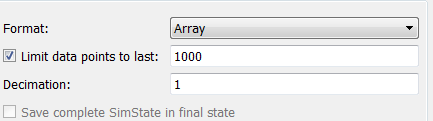 Format: Array
Limit data points to last: 1000
Decimation: 1
Save complete SimState in final state